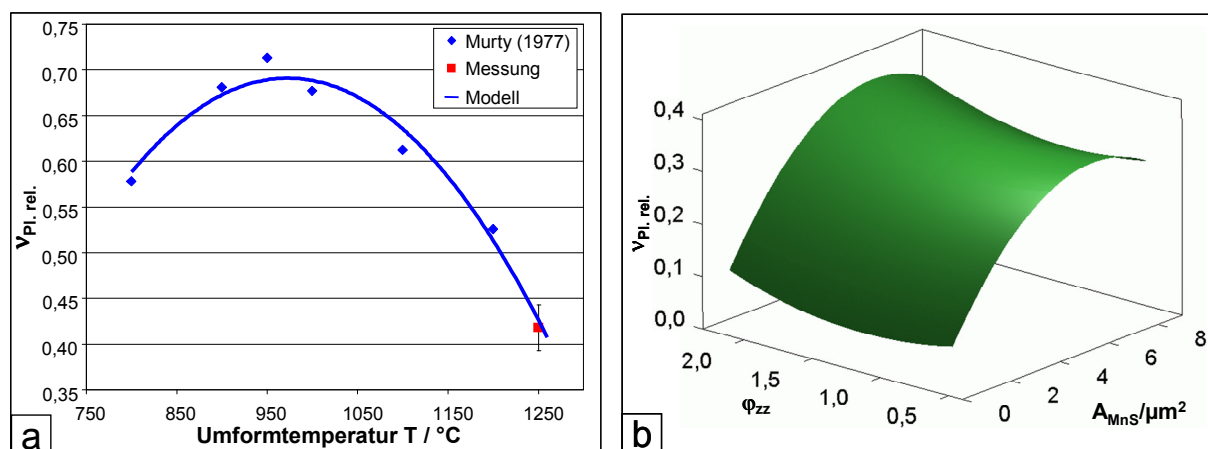 0,75
0,70
0,65
0,60
0,55
0,50
0,45
0,40
0,35
νPl. rel.
750 850 950 1050 1150 1250
Umformtemperatur T / °C
Murty (1977)
Messung
Modell
a
0,4
0,3
0,2
0,1
0,0
νPl. rel.
2,0 1,5 1,0 0,5
φzz
0 2 4 6 8
AMnS/µm²
b